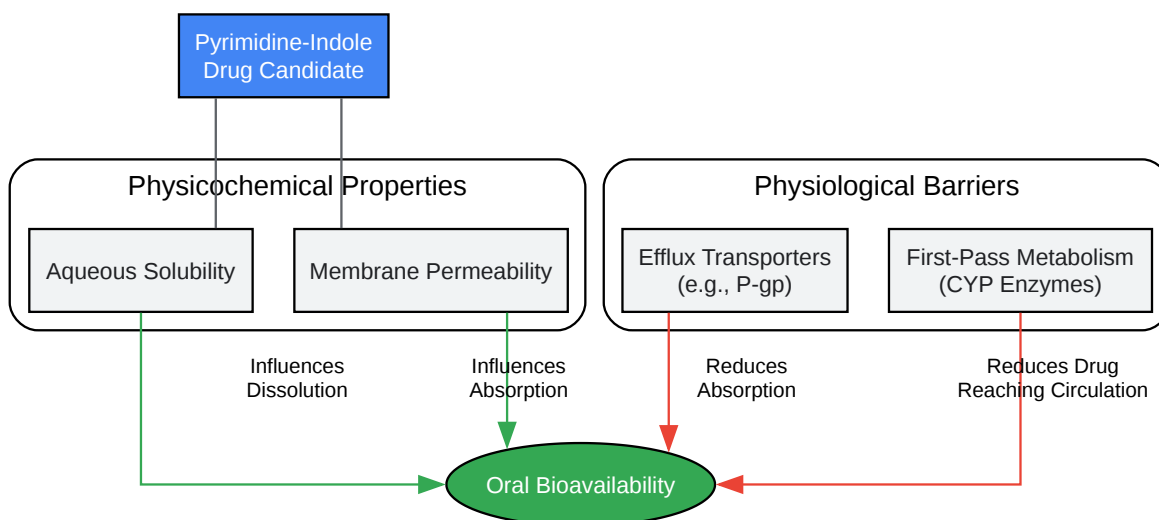 Pyrimidine-Indole
Drug Candidate
Physicochemical Properties
Physiological Barriers
Aqueous Solubility
Membrane Permeability
Efflux Transporters
(e.g., P-gp)
First-Pass Metabolism
(CYP Enzymes)
Influences
Dissolution
Influences
Absorption
Reduces
Absorption
Reduces Drug
Reaching Circulation
Oral Bioavailability